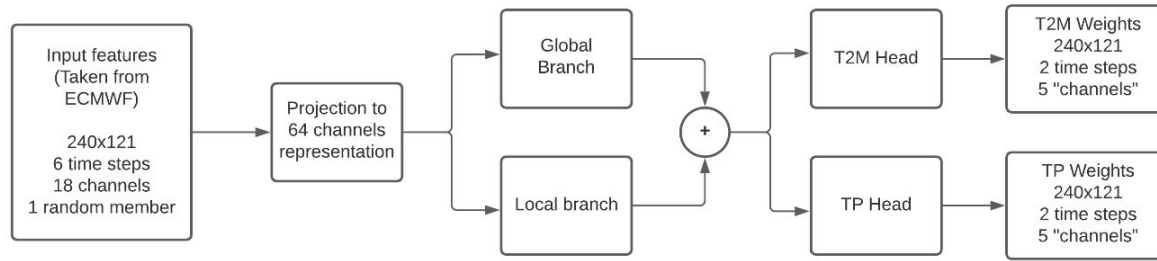 Input features
(Taken from
ECMWF)
240x121
6 time steps
18 channels
1 random member
Projection to
64 channels
representation
Global
Branch
Local branch
+
T2M Head
TP Head
T2M Weights
240x121
2 time steps
5 "channels"
TP Weights
240x121
2 time steps
5 "channels"